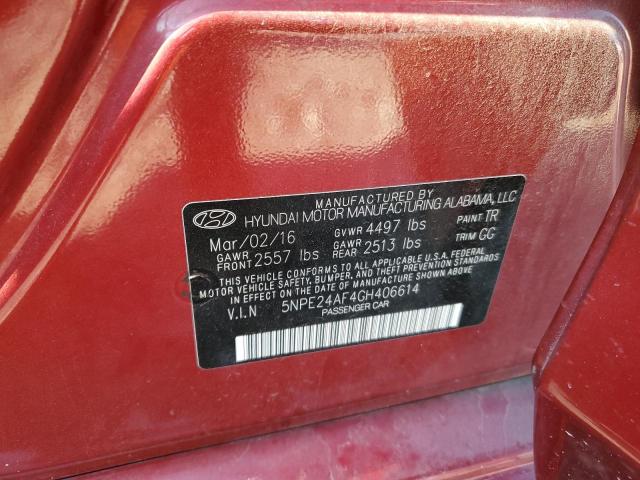 MANUFACTURED BY
HYUNDAI MOTOR MANUFACTURING ALABAMA, LLC
Mar/02/16 GVWR 4497 lbs PAINT TR
GAWR FRONT 2557 lbs GAWR REAR 2513 lbs TRIM GC
THIS VEHICLE CONFORMS TO ALL APPLICABLE U.S.A FEDERAL
MOTOR VEHICLE SAFETY, BUMPER, AND THEFT PREVENTION
STANDARDS IN EFFECT ON THE DATE OF MANUFACTURE SHOWN ABOVE.
V.I.N 5NPE24AF4GH406614
PASSENGER CAR